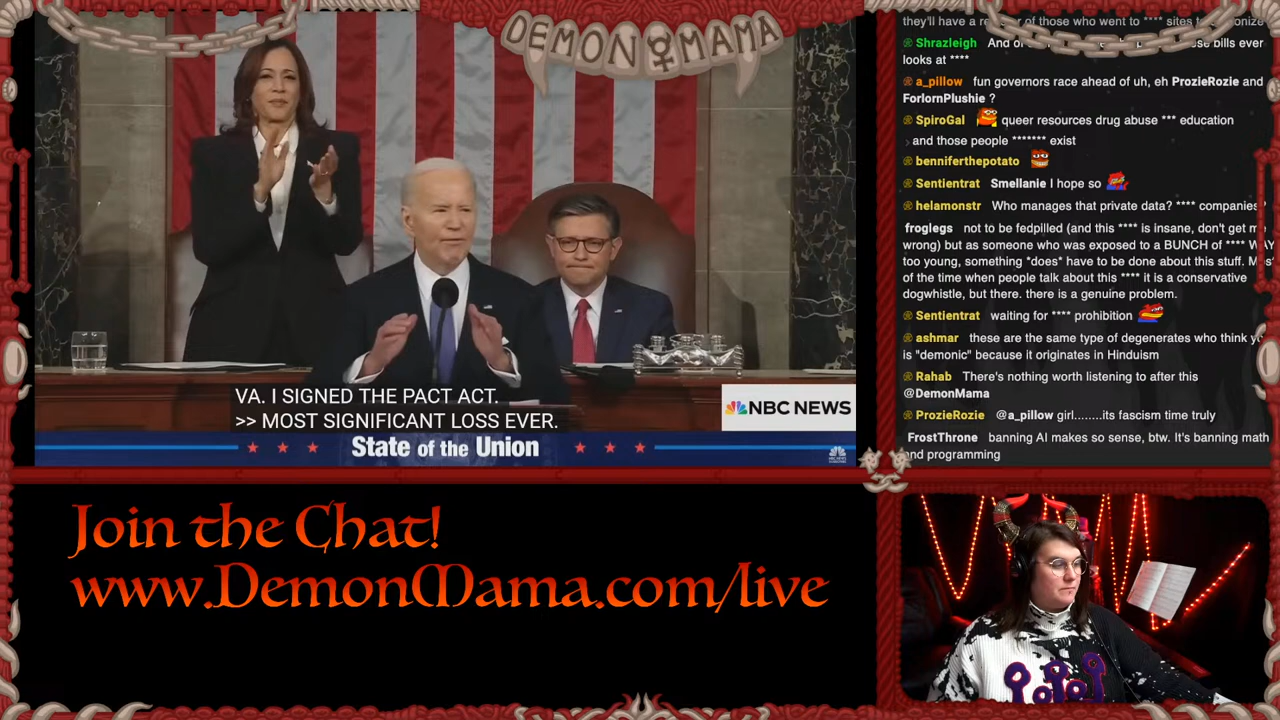 DEMON MAMA
VA. I SIGNED THE PACT ACT.
>> MOST SIGNIFICANT LOSS EVER.
NBC NEWS
State of the Union
Join the Chat!
www.DemonMama.com/live
they'll have a of those who went to **** sites to
Shrazleigh And of bills ever
looks at ****
a_pillow fun governors race ahead of uh, eh ProzieRozie and
ForlornPlushie ?
SpiroGal queer resources drug abuse *** education
and those people ******* exist
benniferthepotato
Sentientrat Smellanie I hope so
helamonstr Who manages that private data? **** companies?
froglegs not to be fedpilled (and this **** is insane, don't get me
wrong) but as someone who was exposed to a BUNCH of **** WAY
too young, something *does* have to be done about this stuff. Mos
of the time when people talk about this **** it is a conservative
dogwhistle, but there. there is a genuine problem.
Sentientrat waiting for **** prohibition
ashmar these are the same type of degenerates who think yo
is "demonic" because it originates in Hinduism
Rahab There's nothing worth listening to after this
@DemonMama
ProzieRozie @a_pillow girl........its fascism time truly
FrostThrone banning AI makes so sense, btw. It's banning math
and programming